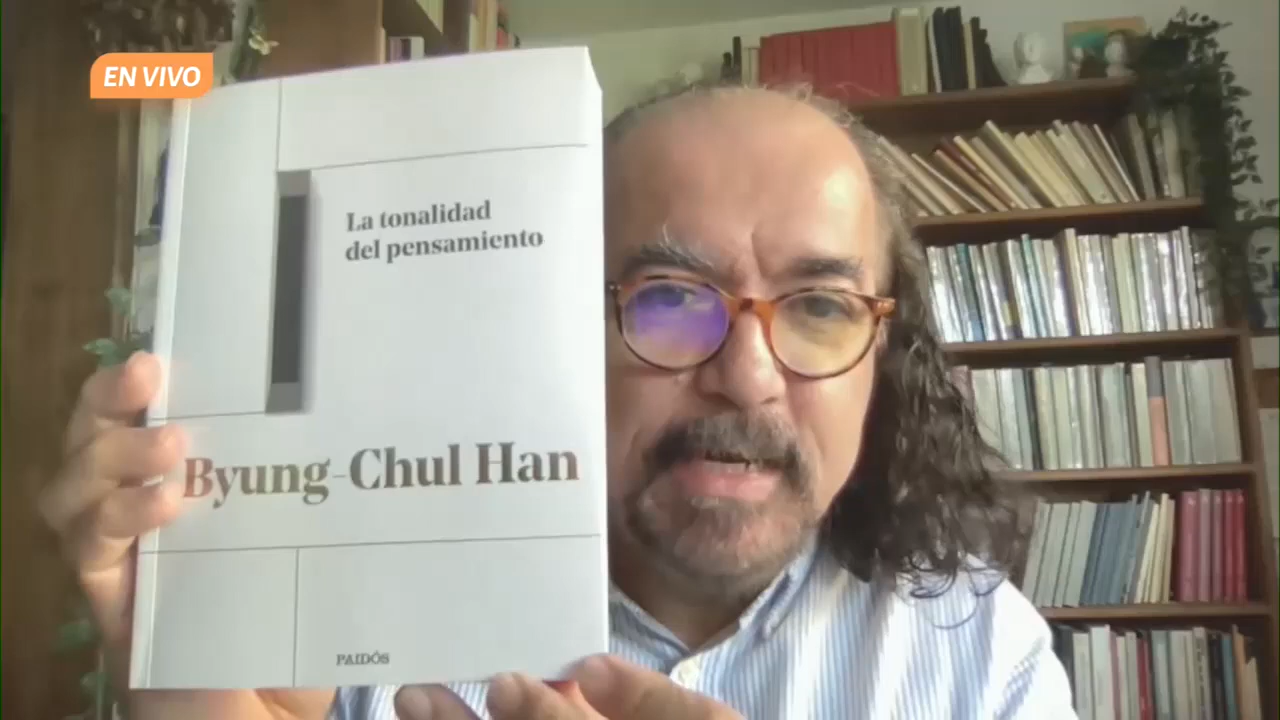 EN VIVO
La tonalidad
del pensamiento
Byung-Chul Han
PAIDÓS